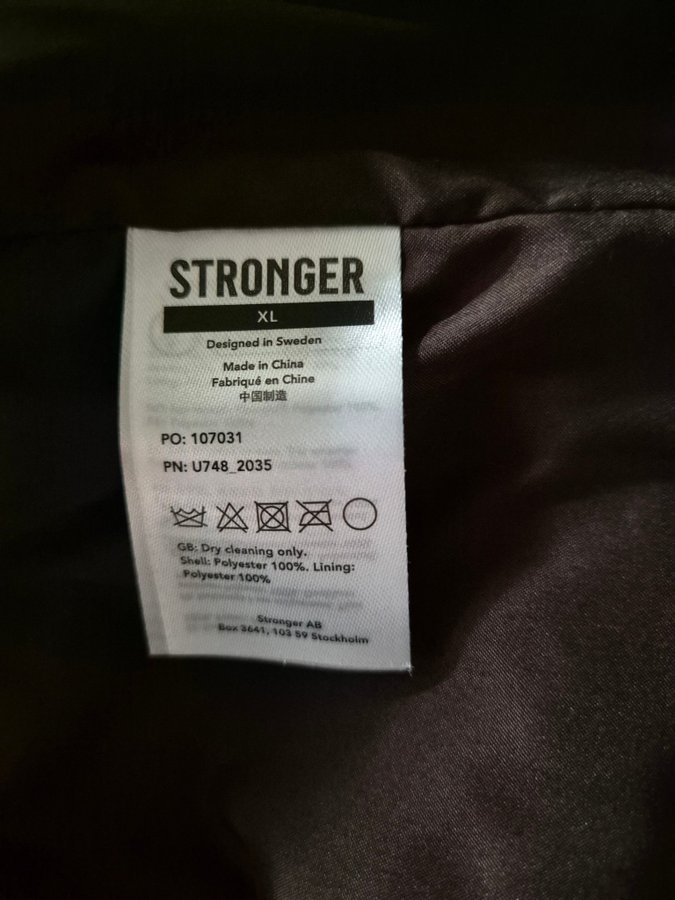 STRONGER
XL
Designed in Sweden
Made in China
Fabriqué en Chine
中国制造
PO: 107031
PN: U748_2035
GB: Dry cleaning only.
Shell: Polyester 100%. Lining:
Polyester 100%
Stronger AB
Box 3641, 103 59 Stockholm